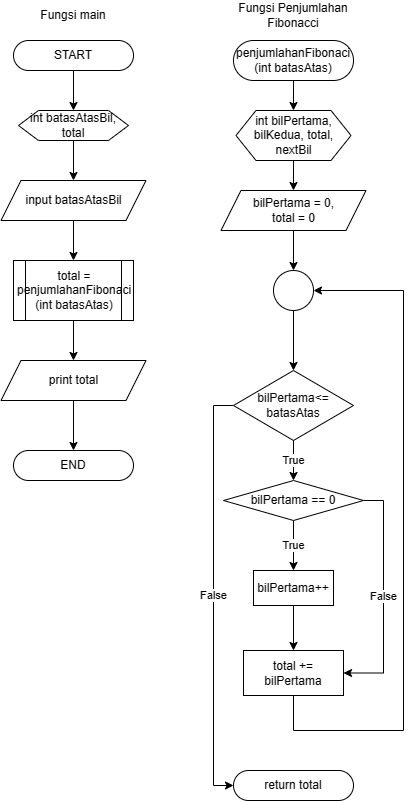 Fungsi main
START
int batasAtasBil,
total
input batasAtasBil
total =
penjumlahanFibonaci
(int batasAtas)
print total
END
Fungsi Penjumlahan
Fibonacci
penjumlahanFibonaci
(int batasAtas)
int bilPertama,
bilKedua, total,
nextBil
bilPertama = 0,
total = 0
bilPertama<=
batasAtas
True
bilPertama == 0
True
bilPertama++
False
False
total +=
bilPertama
return total